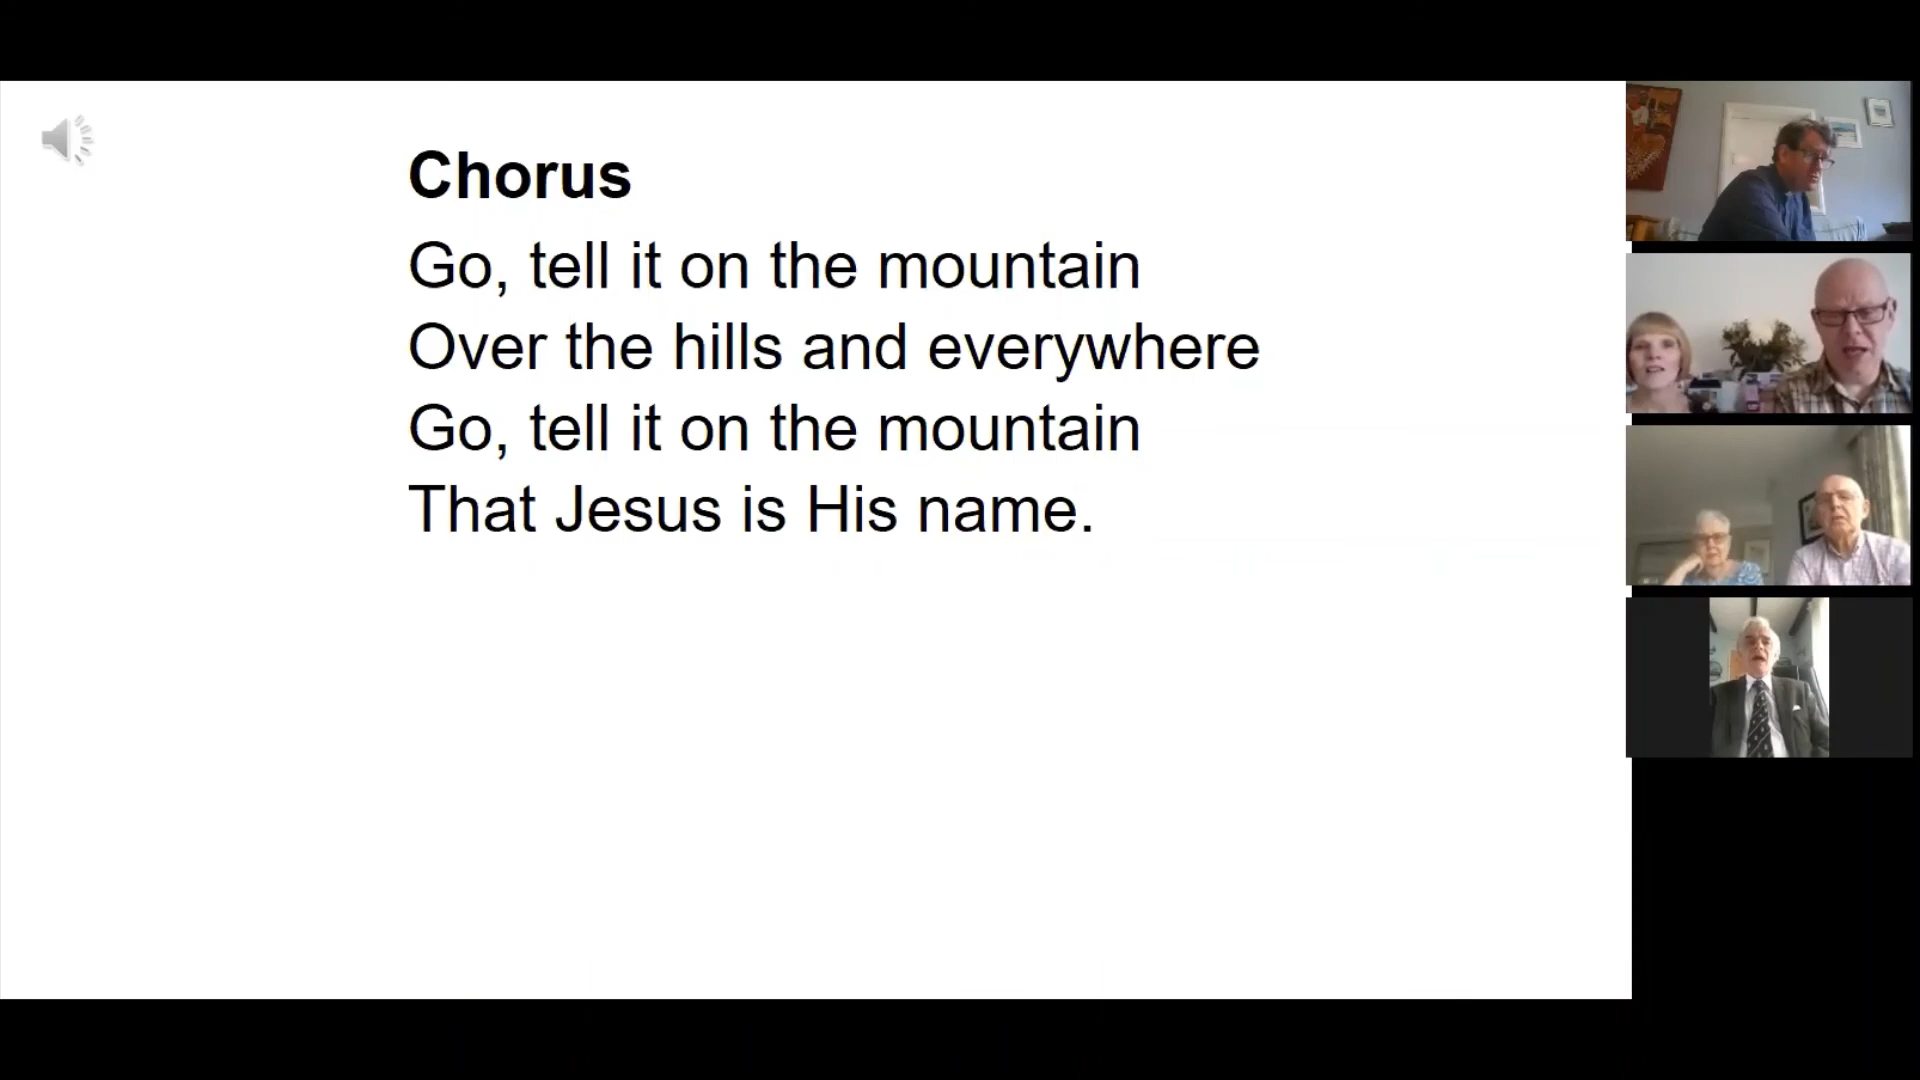 Chorus
Go, tell it on the mountain
Over the hills and everywhere
Go, tell it on the mountain
That Jesus is His name.